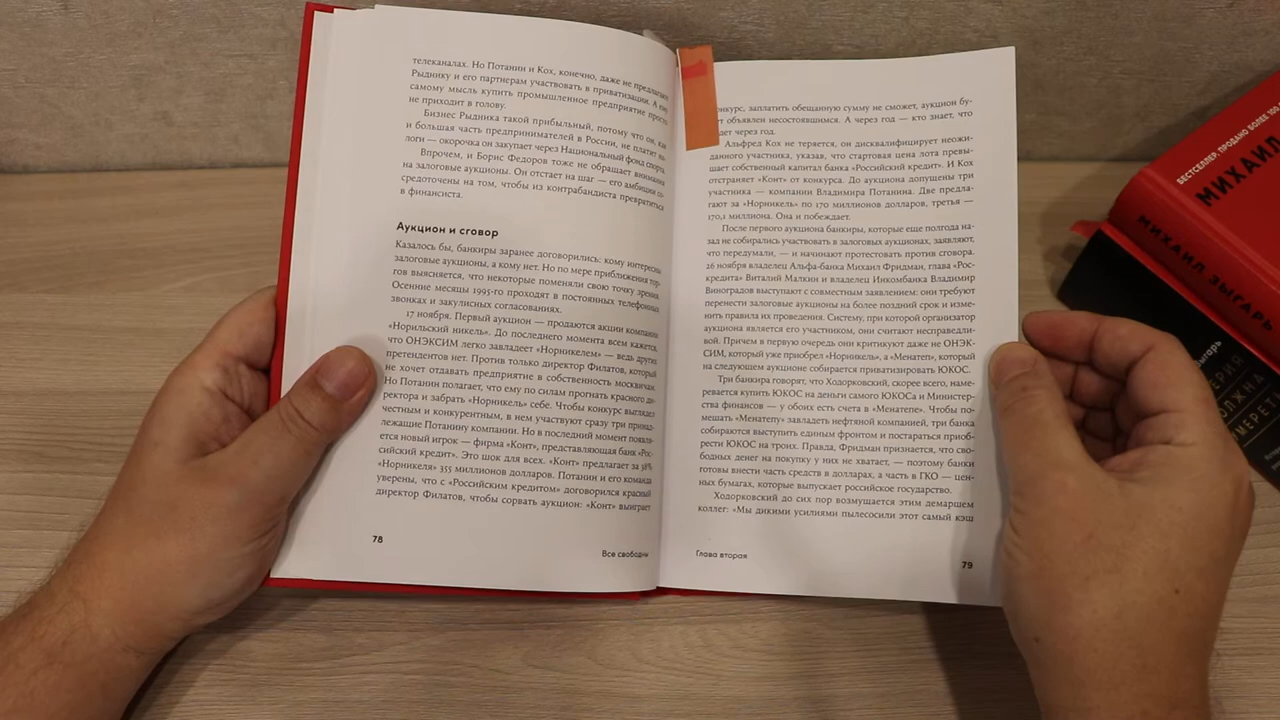 телеканалах. Но Потанин и Кох, конечно, даже не предлагают
Рыднику и его партнерам участвовать в приватизации. А ему
самому мысль купить промышленное предприятие просто
не приходит в голову.
Бизнес Рыдника такой прибыльный, потому что он, как
и большая часть предпринимателей в России, не платит на-
логи — окорочка он закупает через Национальный фонд спорта.
Впрочем, и Борис Федоров тоже не обращает внимания
на залоговые аукционы. Он отстает на шаг — его амбиции со-
средоточены на том, чтобы из контрабандиста превратиться
в финансиста.
Аукцион и сговор
Казалось бы, банкиры заранее договорились: кому интересны
залоговые аукционы, а кому нет. Но по мере приближения тор-
гов выясняется, что некоторые поменяли свою точку зрения.
Осенние месяцы 1995-го проходят в постоянных телефонных
звонках и закулисных согласованиях.
17 ноября. Первый аукцион — продаются акции компании
«Норильский никель». До последнего момента всем кажется,
что ОНЭКСИМ легко завладеет «Норникелем» — ведь других
претендентов нет. Против только директор Филатов, который
не хочет отдавать предприятие в собственность москвичам.
Но Потанин полагает, что ему по силам прогнать красного ди-
ректора и забрать «Норникель» себе. Чтобы конкурс выглядел
честным и конкурентным, в нем участвуют сразу три принад-
лежащие Потанину компании. Но в последний момент появля-
ется новый игрок — фирма «Конт», представляющая банк «Рос-
сийский кредит». Это шок для всех. «Конт» предлагает за 38%
«Норникеля» 355 миллионов долларов. Потанин и его команда
уверены, что с «Российским кредитом» договорился красный
директор Филатов, чтобы сорвать аукцион: «Конт» выиграет
78
Все свободны
конкурс, заплатить обещанную сумму не сможет, аукцион бу-
объявлен несостоявшимся. А через год — кто знает, что
будет через год.
Альфред Кох не теряется, он дисквалифицирует неожи-
данного участника, указав, что стартовая цена лота превы-
шает собственный капитал банка «Российский кредит». И Кох
отстраняет «Конт» от конкурса. До аукциона допущены три
участника — компании Владимира Потанина. Две предла-
гают за «Норникель» по 170 миллионов долларов, третья —
170,1 миллиона. Она и побеждает.
После первого аукциона банкиры, которые еще полгода на-
зад не собирались участвовать в залоговых аукционах, заявляют,
что передумали, — и начинают протестовать против сговора.
26 ноября владелец Альфа-банка Михаил Фридман, глава «Рос-
кредита» Виталий Малкин и владелец Инкомбанка Владимир
Виноградов выступают с совместным заявлением: они требуют
перенести залоговые аукционы на более поздний срок и изме-
нить правила их проведения. Систему, при которой организатор
аукциона является его участником, они считают несправедли-
вой. Причем в первую очередь они критикуют даже не ОНЭК-
СИМ, который уже приобрел «Норникель», а «Менатеп», который
на следующем аукционе собирается приватизировать ЮКОС.
Три банкира говорят, что Ходорковский, скорее всего, наме-
ревается купить ЮКОС на деньги самого ЮКОСа и Министер-
ства финансов — у обоих есть счета в «Менатепе». Чтобы по-
мешать «Менатепу» завладеть нефтяной компанией, три банка
собираются выступить единым фронтом и постараться приоб-
рести ЮКОС на троих. Правда, Фридман признается, что сво-
бодных денег на покупку у них не хватает, — поэтому банки
готовы внести часть средств в долларах, а часть в ГКО — цен-
ных бумагах, которые выпускает российское государство.
Ходорковский до сих пор возмущается этим демаршем
коллег: «Мы дикими усилиями пылесосили этот самый кэш
Глава вторая
79
БЕСТСЕЛЛЕР, ПРОДАНО БОЛЕЕ
МИХАИЛ
МИХАИЛ ЗЫГАРЬ